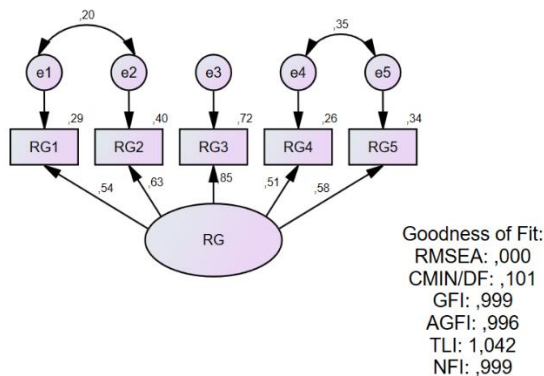 ,20
,35
e1
e2
e3
e4
e5
,29
,40
,72
,26
,34
RG1
RG2
RG3
RG4
RG5
,54
,63
,85
,51
,58
RG
Goodness of Fit:
RMSEA: ,000
CMIN/DF: ,101
GFI: ,999
AGFI: ,996
TLI: 1,042
NFI: ,999